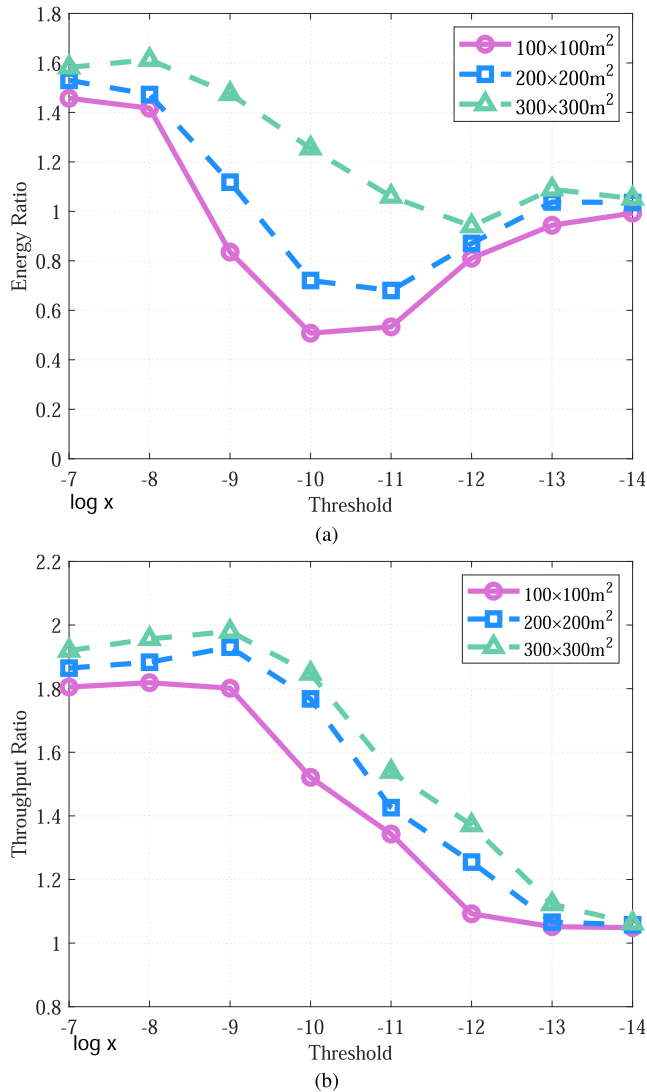 1.8
1.6
1.4
1.2
1
0.8
0.6
0.4
0.2
0
Energy Ratio
100×100m²
200×200m²
300×300m²
-7 -8 -9 -10 -11 -12 -13 -14
log x
Threshold
(a)
2.2
2
1.8
1.6
1.4
1.2
1
0.8
Throughput Ratio
100×100m²
200×200m²
300×300m²
-7 -8 -9 -10 -11 -12 -13 -14
log x
Threshold
(b)